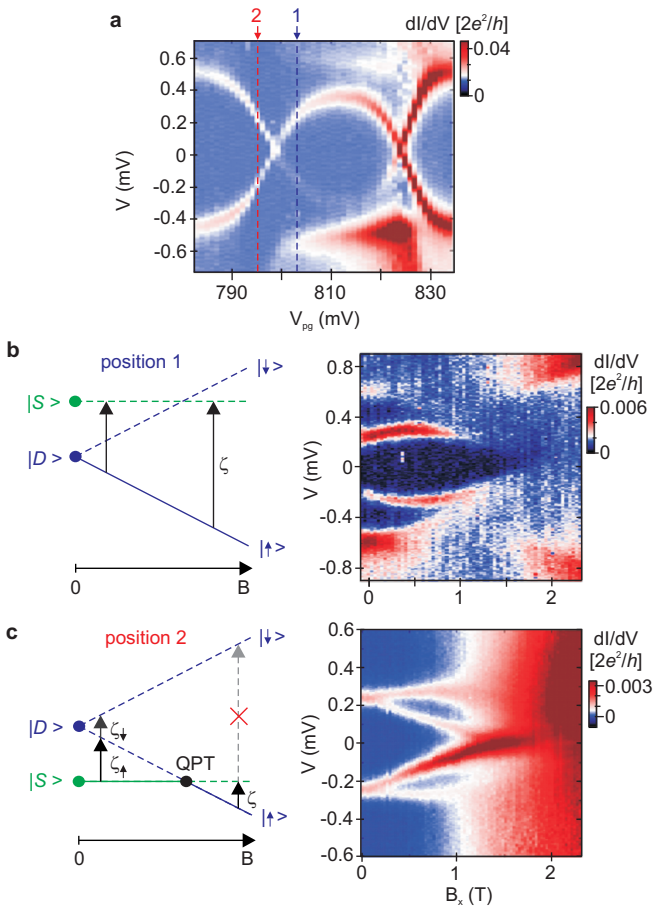 2 1
a
dI/dV [2e²/h]
0.04
0
0.6
0.4
0.2
0
-0.2
-0.4
-0.6
V (mV)
790 810 830
V_pg (mV)
b
position 1
|S >
|D >
|↓ >
ζ
|↑ >
0 B
dI/dV
[2e²/h]
0.006
0
0.8
0.4
0
-0.4
-0.8
V (mV)
0 1 2
c
position 2
|D >
|S >
|↓ >
ζ↓
ζ↑
QPT
ζ
|↑ >
0 B
dI/dV
[2e²/h]
0.003
0
0.6
0.4
0.2
0
-0.2
-0.4
-0.6
V (mV)
0 1 2
B_x (T)